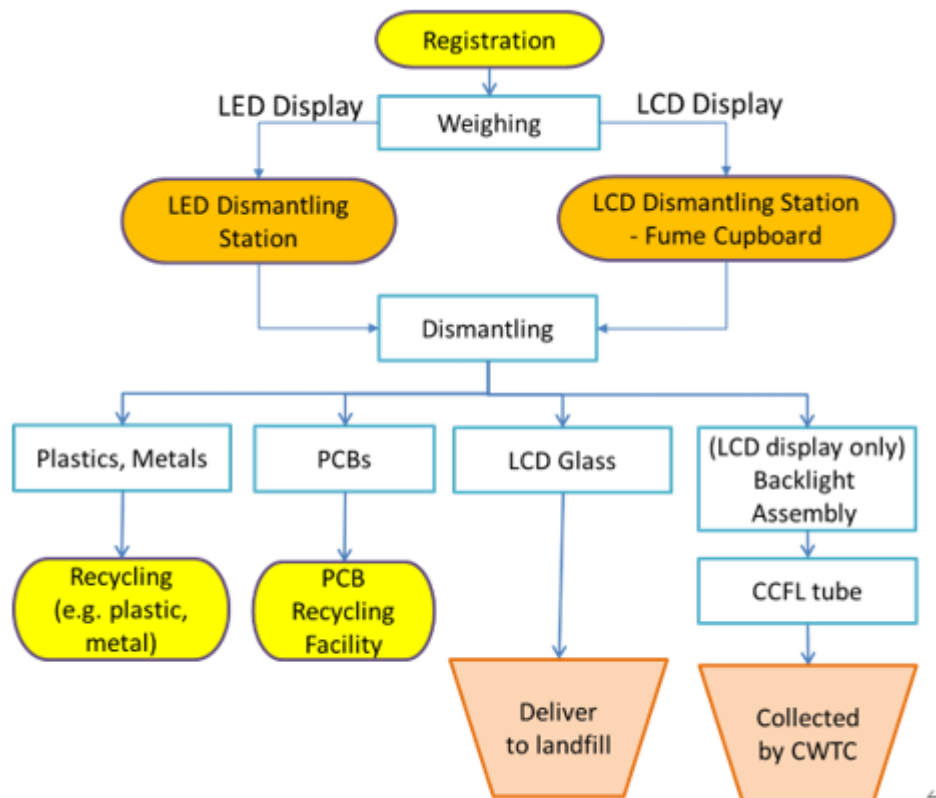 Registration
LED Display
LCD Display
Weighing
LED Dismantling
Station
LCD Dismantling Station
- Fume Cupboard
Dismantling
Plastics, Metals
PCBs
LCD Glass
(LCD display only)
Backlight
Assembly
Recycling
(e.g. plastic,
metal)
PCB
Recycling
Facility
CCFL tube
Deliver
to landfill
Collected
by CWTC